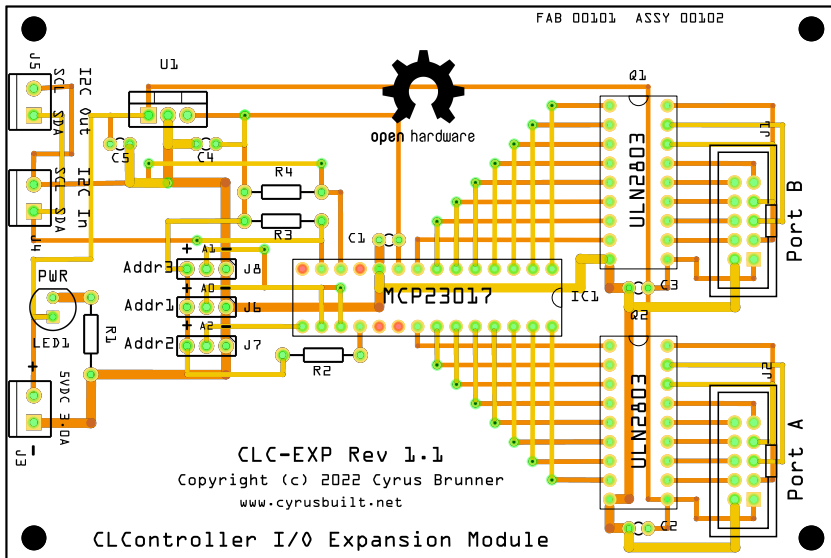 FAB 00101 ASSY 00102
J5
SCL SDA
I2C Out
U1
C5
C4
open hardware
Q1
ULN2803
J1
Port B
SCL SDA
I2C In
J4
R4
R3
C1
PWR
LED1
R1
+ A1 -
Addr3
J8
+ A0 -
Addr1
J6
+ A2 -
Addr2
J7
MCP23017
IC1
C3
Q2
R2
+
5VDC 3.0A
-
J3
ULN2803
J2
Port A
C2
CLC-EXP Rev 1.1
Copyright (c) 2022 Cyrus Brunner
www.cyrusbuilt.net
CLController I/O Expansion Module